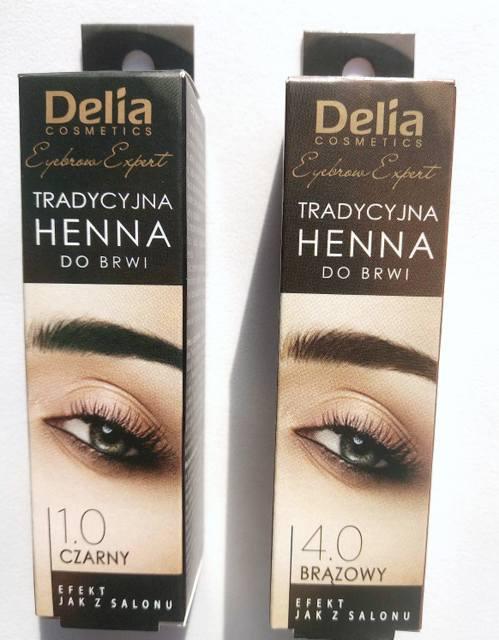 Delia
COSMETICS
Eyebrow Expert
TRADYCYJNA
HENNA
DO BRWI
1.0
CZARNY
EFEKT
JAK Z SALONU
Delia
COSMETICS
Eyebrow Expert
TRADYCYJNA
HENNA
DO BRWI
4.0
BRĄZOWY
EFEKT
JAK Z SALONU